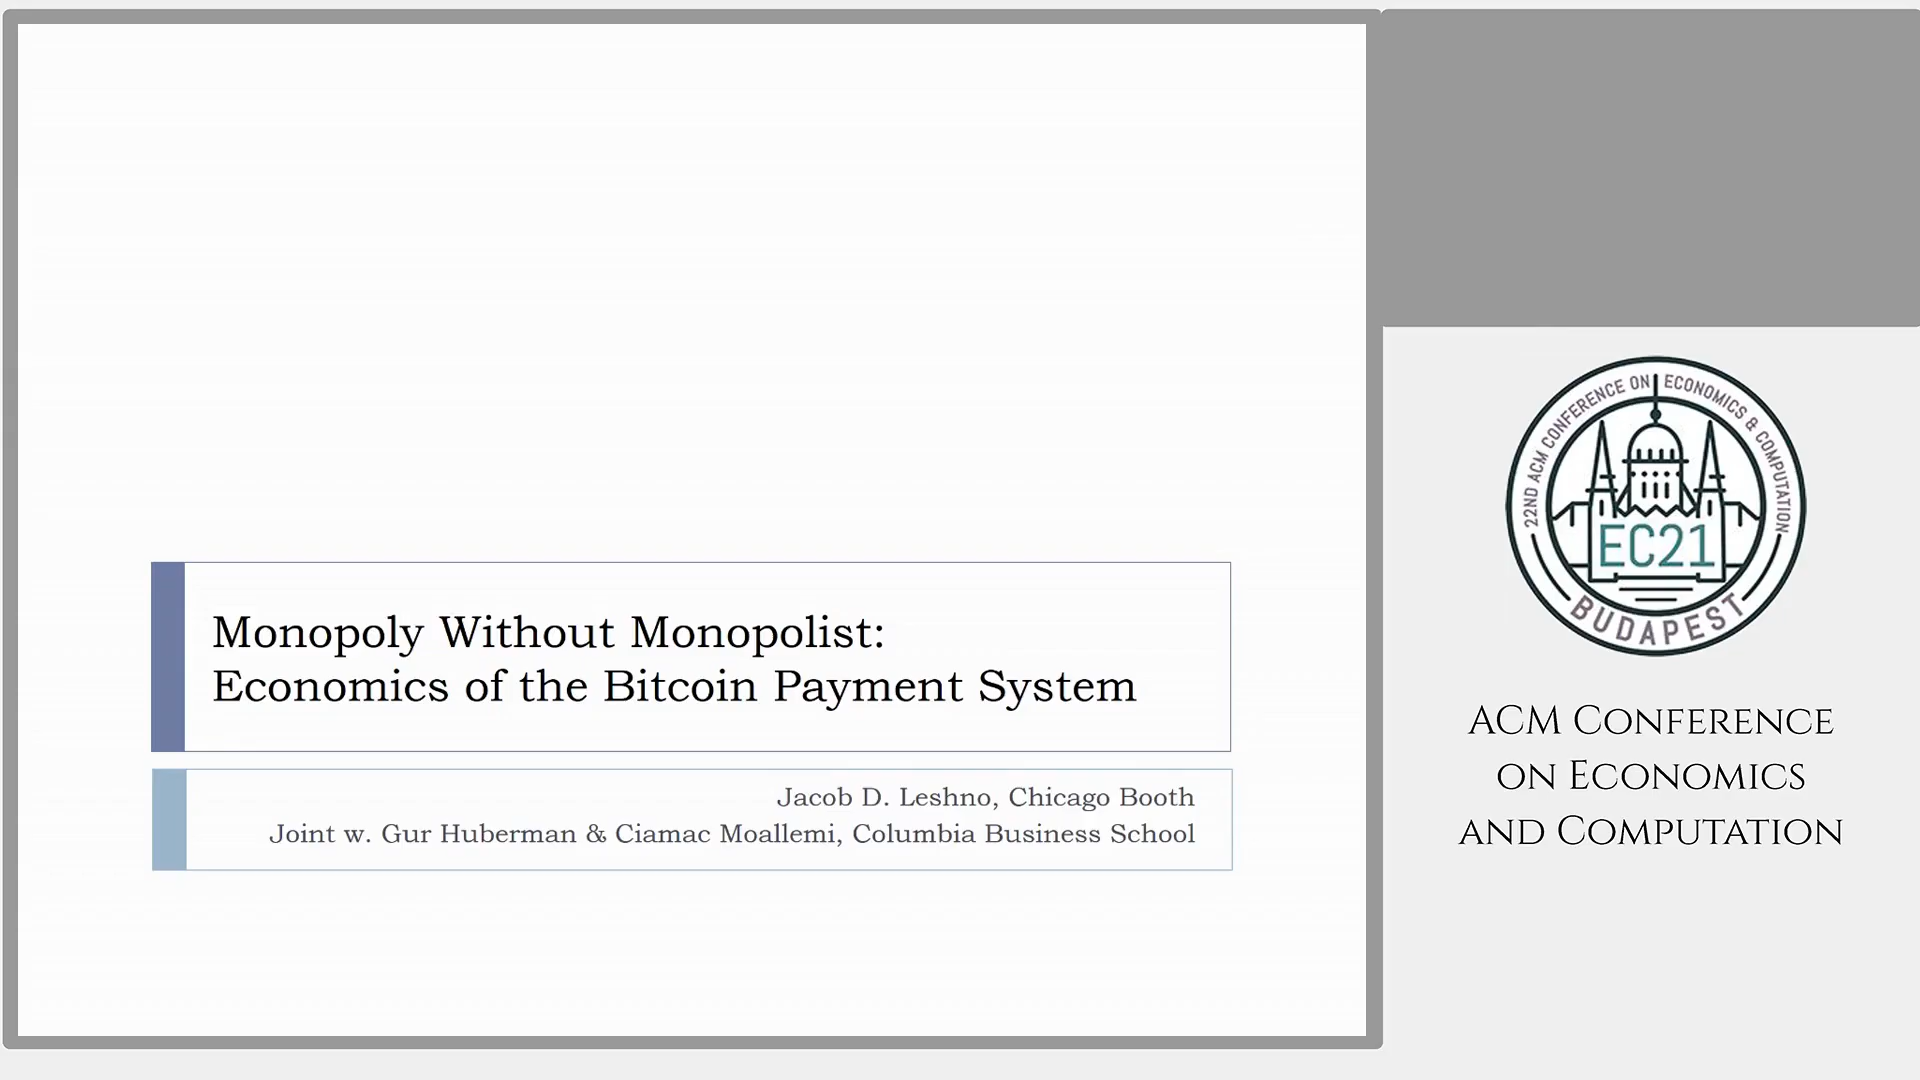 Monopoly Without Monopolist:
Economics of the Bitcoin Payment System
Jacob D. Leshno, Chicago Booth
Joint w. Gur Huberman & Ciamac Moallemi, Columbia Business School
22ND ACM CONFERENCE ON ECONOMICS & COMPUTATION
EC21
BUDAPEST
ACM CONFERENCE
ON ECONOMICS
AND COMPUTATION